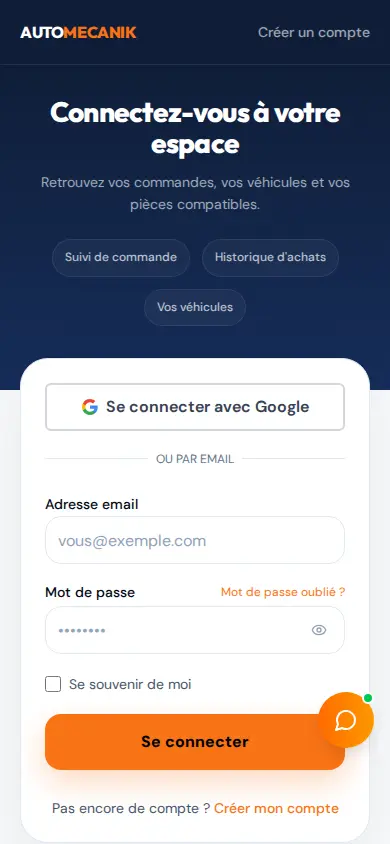 AUTOMECANIK
Créer un compte
Connectez-vous à votre
espace
Retrouvez vos commandes, vos véhicules et vos
pièces compatibles.
Suivi de commande
Historique d'achats
Vos véhicules
Se connecter avec Google
OU PAR EMAIL
Adresse email
vous@exemple.com
Mot de passe
Mot de passe oublié ?
••••••••
Se souvenir de moi
Se connecter
Pas encore de compte ? Créer mon compte